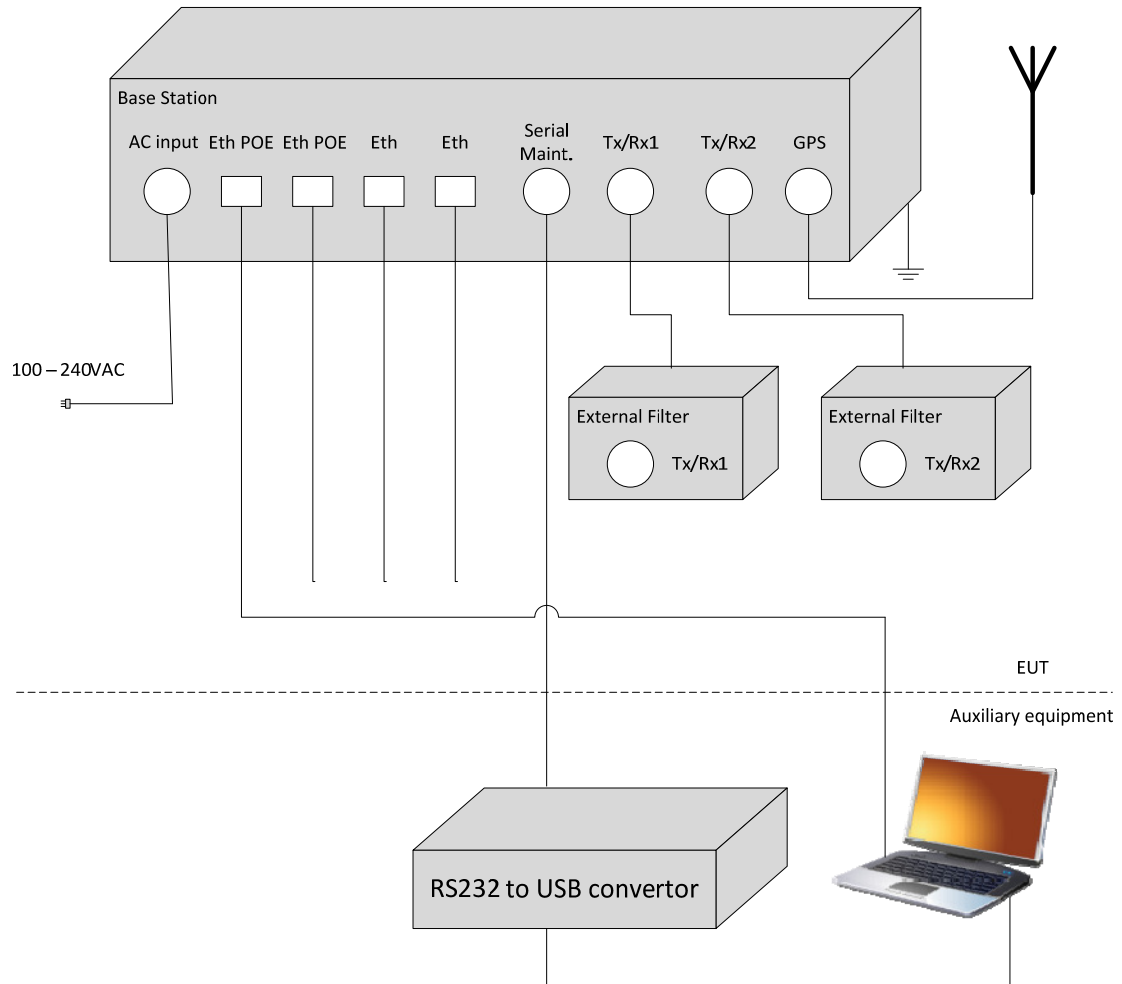 Base Station
AC input
Eth POE
Eth POE
Eth
Eth
Serial
Maint.
Tx/Rx1
Tx/Rx2
GPS
100 – 240VAC
External Filter
Tx/Rx1
External Filter
Tx/Rx2
EUT
Auxiliary equipment
RS232 to USB convertor